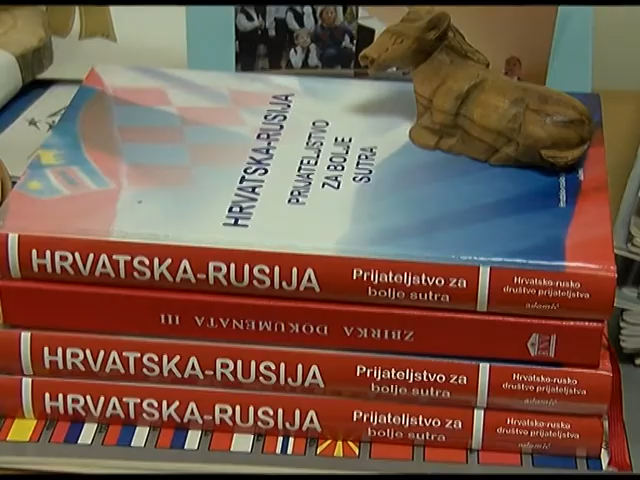 HRVATSKA-RUSIJA
PRIJATELJSTVO
ZA BOLJE
SUTRA
HRVATSKA-RUSIJA
Prijateljstvo za
bolje sutra
Hrvatsko-rusko
društvo prijateljstva
ZBIRKA DOKUMENATA III
HRVATSKA-RUSIJA
Prijateljstvo za
bolje sutra
Hrvatsko-rusko
društvo prijateljstva
HRVATSKA-RUSIJA
Prijateljstvo za
bolje sutra
Hrvatsko-rusko
društvo prijateljstva